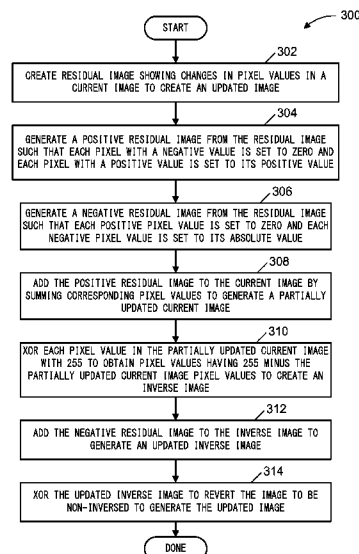 300
START
302
CREATE RESIDUAL IMAGE SHOWING CHANGES IN PIXEL VALUES IN A
CURRENT IMAGE TO CREATE AN UPDATED IMAGE
304
GENERATE A POSITIVE RESIDUAL IMAGE FROM THE RESIDUAL IMAGE
SUCH THAT EACH PIXEL WITH A NEGATIVE VALUE IS SET TO ZERO AND
EACH PIXEL WITH A POSITIVE VALUE IS SET TO ITS POSITIVE VALUE
306
GENERATE A NEGATIVE RESIDUAL IMAGE FROM THE RESIDUAL IMAGE
SUCH THAT EACH POSITIVE PIXEL VALUE IS SET TO ZERO AND EACH
NEGATIVE PIXEL VALUE IS SET TO ITS ABSOLUTE VALUE
308
ADD THE POSITIVE RESIDUAL IMAGE TO THE CURRENT IMAGE BY
SUMMING CORRESPONDING PIXEL VALUES TO GENERATE A PARTIALLY
UPDATED CURRENT IMAGE
310
XOR EACH PIXEL VALUE IN THE PARTIALLY UPDATED CURRENT IMAGE
WITH 255 TO OBTAIN PIXEL VALUES HAVING 255 MINUS THE
PARTIALLY UPDATED CURRENT IMAGE PIXEL VALUES TO CREATE AN
INVERSE IMAGE
312
ADD THE NEGATIVE RESIDUAL IMAGE TO THE INVERSE IMAGE TO
GENERATE AN UPDATED INVERSE IMAGE
314
XOR THE UPDATED INVERSE IMAGE TO REVERT THE IMAGE TO BE
NON-INVERSED TO GENERATE THE UPDATED IMAGE
DONE